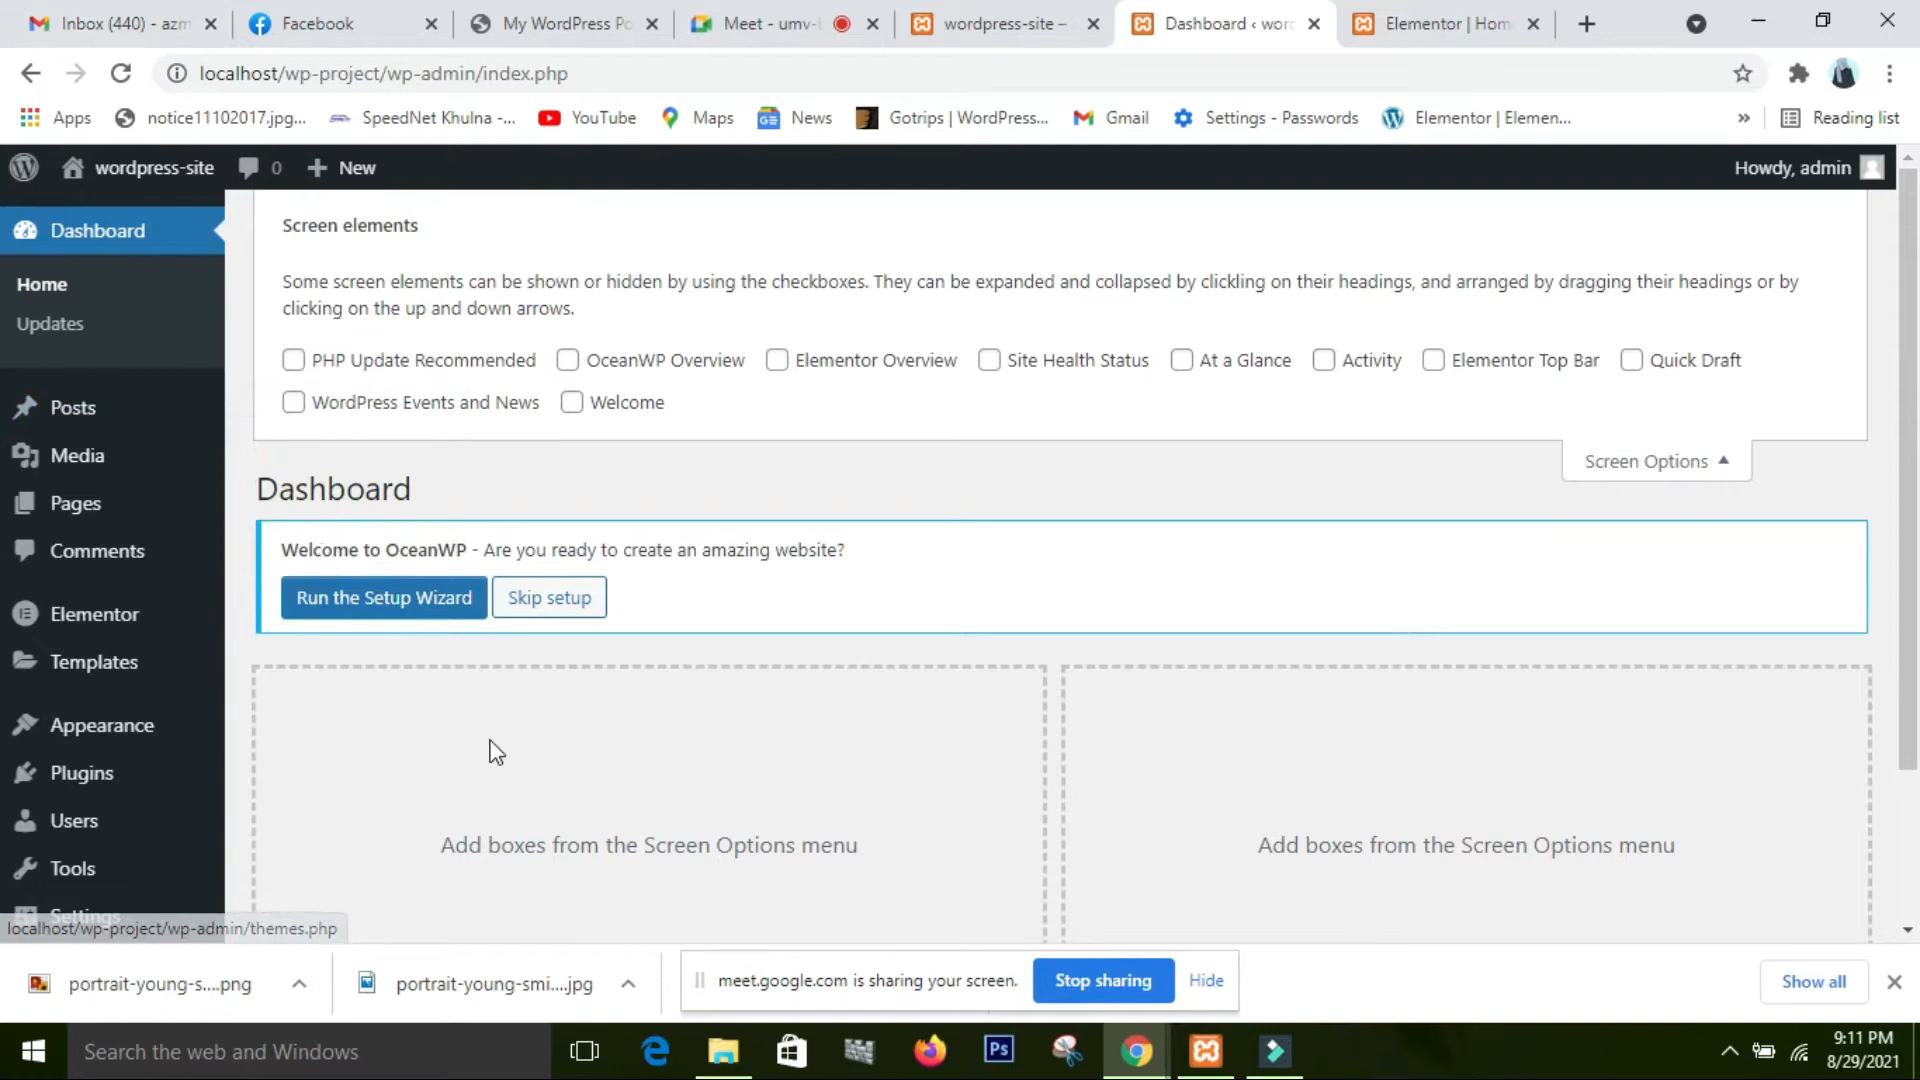 Inbox (440) - azm
Facebook
My WordPress Po
Meet - umv-
wordpress-site –
Dashboard ‹ wor
Elementor | Hom
localhost/wp-project/wp-admin/index.php
Apps
notice11102017.jpg...
SpeedNet Khulna -...
YouTube
Maps
News
Gotrips | WordPress...
Gmail
Settings - Passwords
Elementor | Elemen...
»
Reading list
wordpress-site
0
New
Howdy, admin
Dashboard
Home
Updates
Posts
Media
Pages
Comments
Elementor
Templates
Appearance
Plugins
Users
Tools
Settings
localhost/wp-project/wp-admin/themes.php
Screen elements
Some screen elements can be shown or hidden by using the checkboxes. They can be expanded and collapsed by clicking on their headings, and arranged by dragging their headings or by
clicking on the up and down arrows.
PHP Update Recommended OceanWP Overview Elementor Overview Site Health Status At a Glance Activity Elementor Top Bar Quick Draft
WordPress Events and News Welcome
Screen Options
Dashboard
Welcome to OceanWP - Are you ready to create an amazing website?
Run the Setup Wizard Skip setup
Add boxes from the Screen Options menu
Add boxes from the Screen Options menu
portrait-young-s....png
portrait-young-smi....jpg
meet.google.com is sharing your screen.
Stop sharing
Hide
Show all
Search the web and Windows
Ps
9:11 PM
8/29/2021